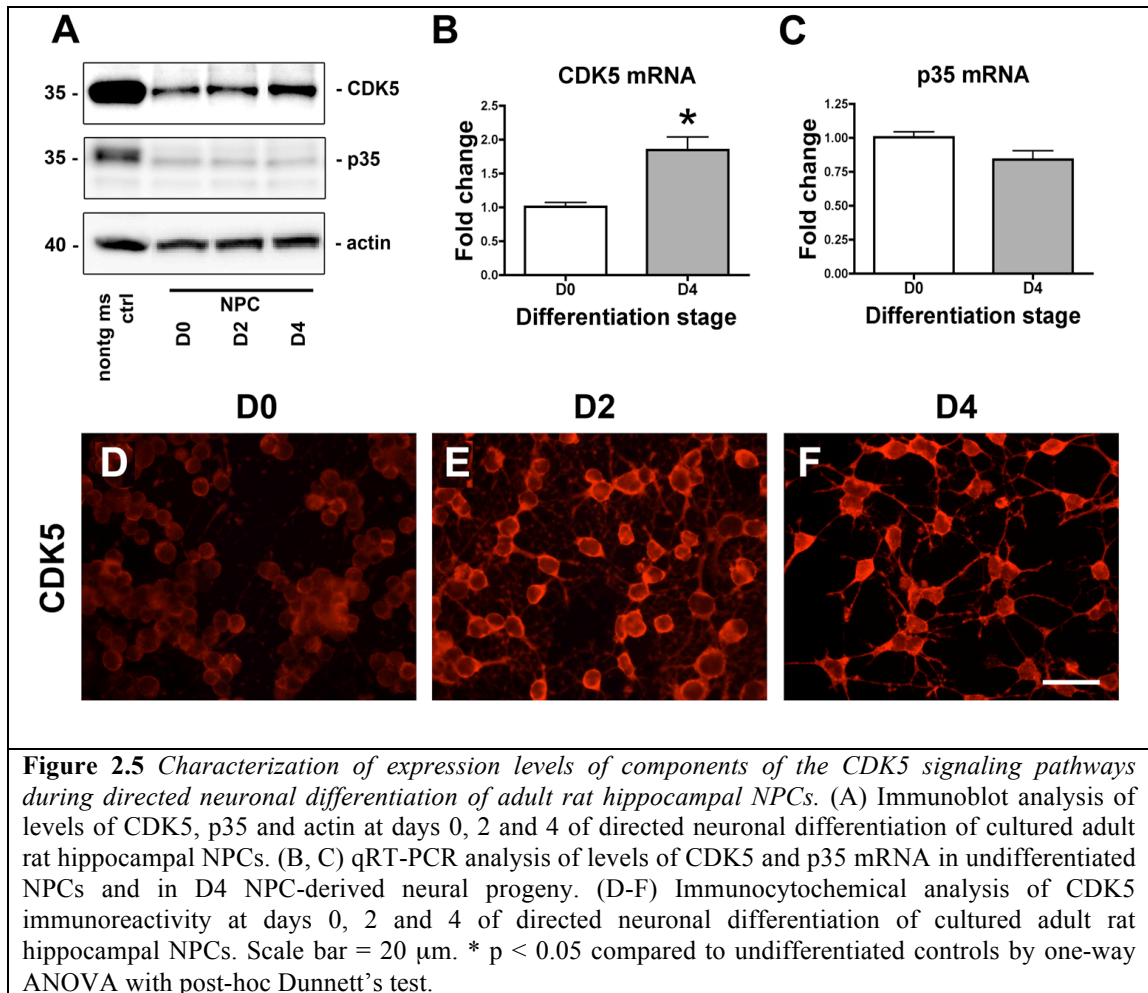 A
35 -
- CDK5
35 -
- p35
40 -
- actin
nontg ms
ctrl
NPC
D0
D2
D4
B
CDK5 mRNA
Fold change
2.5
2.0
1.5
1.0
0.5
0.0
*
D0
D4
Differentiation stage
C
p35 mRNA
Fold change
1.25
1.00
0.75
0.50
0.25
0.00
D0
D4
Differentiation stage
D0
D2
D4
CDK5
D
E
F
Figure 2.5 Characterization of expression levels of components of the CDK5 signaling pathways
during directed neuronal differentiation of adult rat hippocampal NPCs. (A) Immunoblot analysis of
levels of CDK5, p35 and actin at days 0, 2 and 4 of directed neuronal differentiation of cultured adult
rat hippocampal NPCs. (B, C) qRT-PCR analysis of levels of CDK5 and p35 mRNA in undifferentiated
NPCs and in D4 NPC-derived neural progeny. (D-F) Immunocytochemical analysis of CDK5
immunoreactivity at days 0, 2 and 4 of directed neuronal differentiation of cultured adult rat
hippocampal NPCs. Scale bar = 20 μm. * p < 0.05 compared to undifferentiated controls by one-way
ANOVA with post-hoc Dunnett’s test.